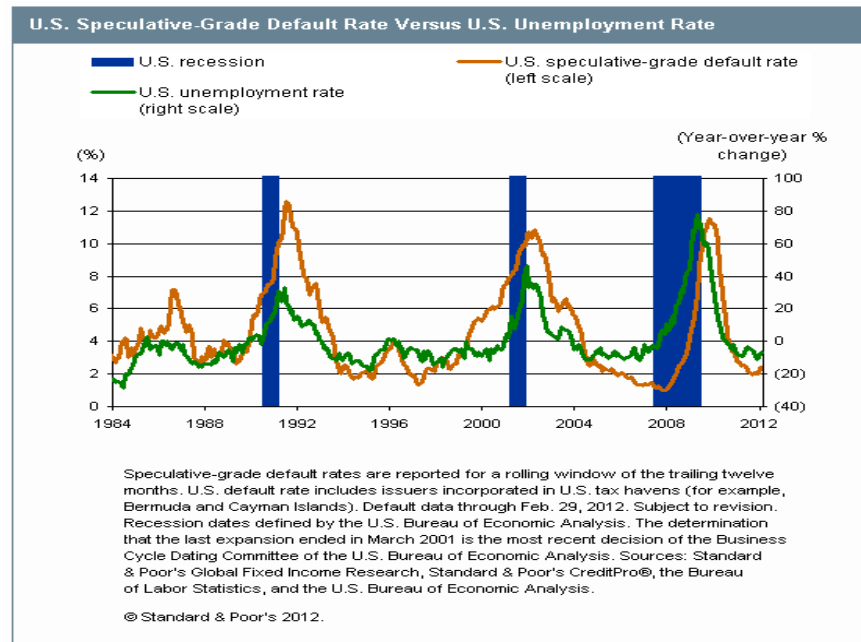 U.S. Speculative-Grade Default Rate Versus U.S. Unemployment Rate
U.S. recession
U.S. speculative-grade default rate
(left scale)
U.S. unemployment rate
(right scale)
(Year-over-year %
change)
(%)
14 100
12 80
10 60
8 40
6 20
4 0
2 (20)
0 (40)
1984 1988 1992 1996 2000 2004 2008 2012
Speculative-grade default rates are reported for a rolling window of the trailing twelve
months. U.S. default rate includes issuers incorporated in U.S. tax havens (for example,
Bermuda and Cayman Islands). Default data through Feb. 29, 2012. Subject to revision.
Recession dates defined by the U.S. Bureau of Economic Analysis. The determination
that the last expansion ended in March 2001 is the most recent decision of the Business
Cycle Dating Committee of the U.S. Bureau of Economic Analysis. Sources: Standard
& Poor's Global Fixed Income Research, Standard & Poor's CreditPro®, the Bureau
of Labor Statistics, and the U.S. Bureau of Economic Analysis.
© Standard & Poor's 2012.